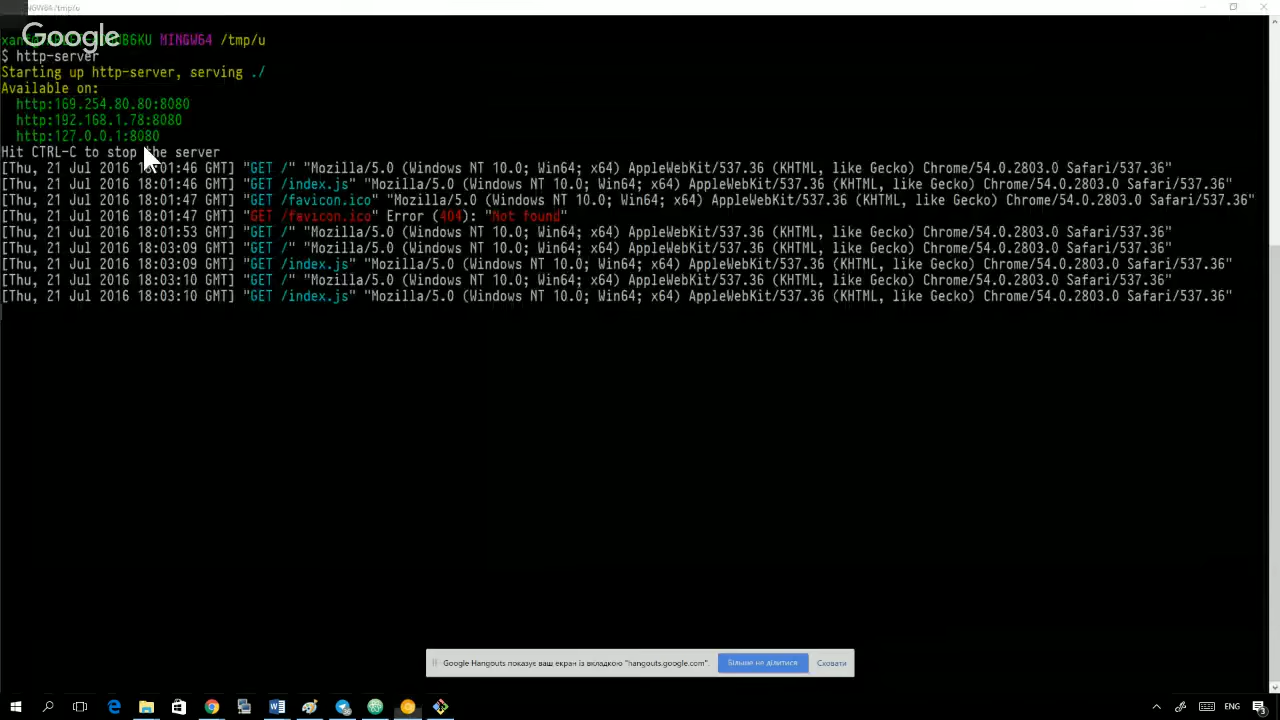 Google
MINGW64 /tmp/u
$ http-server
Starting up http-server, serving ./
Available on:
http:169.254.80.80:8080
http:192.168.1.78:8080
http:127.0.0.1:8080
Hit CTRL-C to stop the server
[Thu, 21 Jul 2016 18:01:46 GMT] "GET /" "Mozilla/5.0 (Windows NT 10.0; Win64; x64) AppleWebKit/537.36 (KHTML, like Gecko) Chrome/54.0.2803.0 Safari/537.36"
[Thu, 21 Jul 2016 18:01:46 GMT] "GET /index.js" "Mozilla/5.0 (Windows NT 10.0; Win64; x64) AppleWebKit/537.36 (KHTML, like Gecko) Chrome/54.0.2803.0 Safari/537.36"
[Thu, 21 Jul 2016 18:01:47 GMT] "GET /favicon.ico" "Mozilla/5.0 (Windows NT 10.0; Win64; x64) AppleWebKit/537.36 (KHTML, like Gecko) Chrome/54.0.2803.0 Safari/537.36"
[Thu, 21 Jul 2016 18:01:47 GMT] "GET /favicon.ico" Error (404): "Not found"
[Thu, 21 Jul 2016 18:01:53 GMT] "GET /" "Mozilla/5.0 (Windows NT 10.0; Win64; x64) AppleWebKit/537.36 (KHTML, like Gecko) Chrome/54.0.2803.0 Safari/537.36"
[Thu, 21 Jul 2016 18:03:09 GMT] "GET /" "Mozilla/5.0 (Windows NT 10.0; Win64; x64) AppleWebKit/537.36 (KHTML, like Gecko) Chrome/54.0.2803.0 Safari/537.36"
[Thu, 21 Jul 2016 18:03:09 GMT] "GET /index.js" "Mozilla/5.0 (Windows NT 10.0; Win64; x64) AppleWebKit/537.36 (KHTML, like Gecko) Chrome/54.0.2803.0 Safari/537.36"
[Thu, 21 Jul 2016 18:03:10 GMT] "GET /" "Mozilla/5.0 (Windows NT 10.0; Win64; x64) AppleWebKit/537.36 (KHTML, like Gecko) Chrome/54.0.2803.0 Safari/537.36"
[Thu, 21 Jul 2016 18:03:10 GMT] "GET /index.js" "Mozilla/5.0 (Windows NT 10.0; Win64; x64) AppleWebKit/537.36 (KHTML, like Gecko) Chrome/54.0.2803.0 Safari/537.36"
Google Hangouts показує ваш екран із вкладкою "hangouts.google.com".
Більше не ділитися
Сховати
ENG